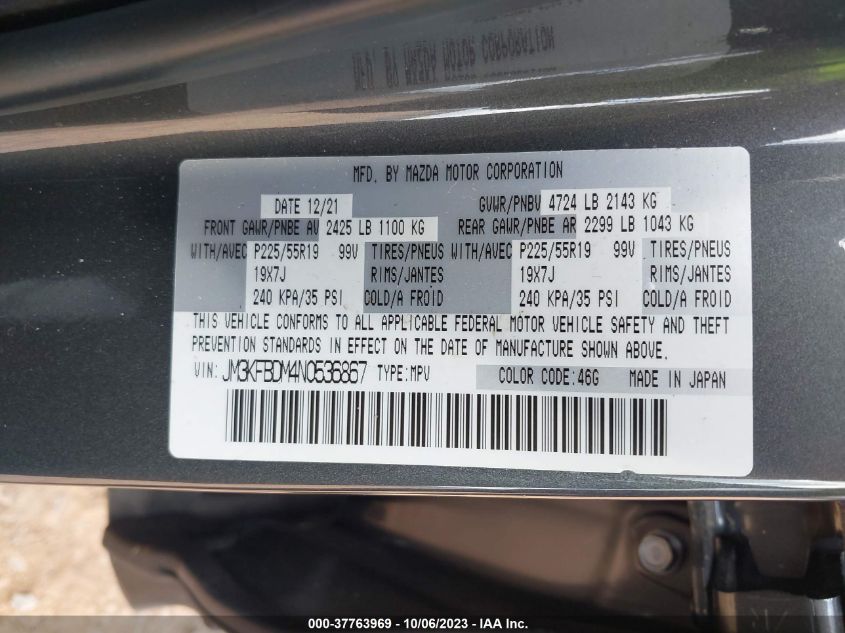 MFD. BY MAZDA MOTOR CORPORATION
MFD. BY MAZDA MOTOR CORPORATION
DATE 12/21 GVWR/PNBV 4724 LB 2143 KG
FRONT GAWR/PNBE AV 2425 LB 1100 KG REAR GAWR/PNBE AR 2299 LB 1043 KG
WITH/AVEC P225/55R19 99V TIRES/PNEUS WITH/AVEC P225/55R19 99V TIRES/PNEUS
19X7J RIMS/JANTES 19X7J RIMS/JANTES
240 KPA/35 PSI COLD/A FROID 240 KPA/35 PSI COLD/A FROID
THIS VEHICLE CONFORMS TO ALL APPLICABLE FEDERAL MOTOR VEHICLE SAFETY AND THEFT
PREVENTION STANDARDS IN EFFECT ON THE DATE OF MANUFACTURE SHOWN ABOVE.
VIN: JM3KFBDM4N0536867 TYPE:MPV COLOR CODE:46G MADE IN JAPAN
000-37763969 - 10/06/2023 - IAA Inc.